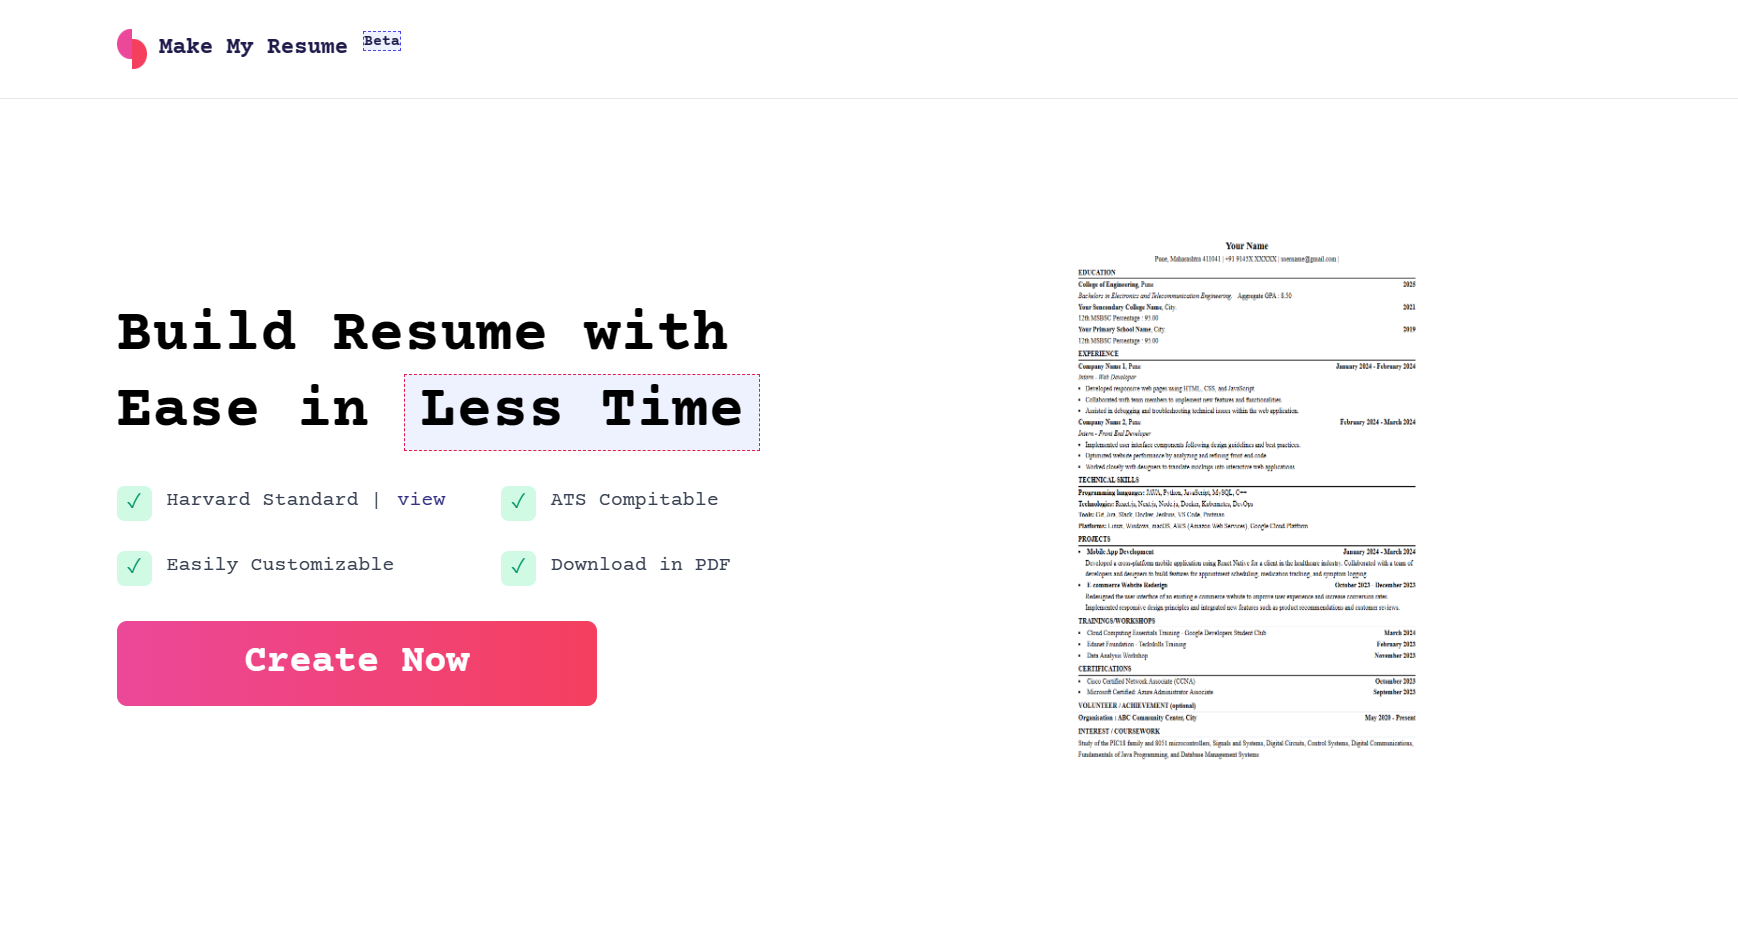 Make My Resume Beta
Build Resume with
Ease in Less Time
✓ Harvard Standard | view
✓ ATS Compitable
✓ Easily Customizable
✓ Download in PDF
Create Now
Your Name
Pune, Maharashtra 411041 | +91 9145X XXXXX | username@gmail.com |
EDUCATION
College of Engineering, Pune 2025
Bachelors in Electronics and Telecommunication Engineering. Aggregate GPA : 8.50
Your Senecondary College Name, City. 2021
12th MSBSC Percentage : 95.00
Your Primary School Name, City. 2019
12th MSBSC Percentage : 95.00
EXPERIENCE
Company Name 1, Pune January 2024 - February 2024
Intern - Web Developer
• Developed responsive web pages using HTML, CSS, and JavaScript.
• Collaborated with team members to implement new features and functionalities.
• Assisted in debugging and troubleshooting technical issues within the web application.
Company Name 2, Pune February 2024 - March 2024
Intern - Front End Developer
• Implemented user interface components following design guidelines and best practices.
• Optimized website performance by analyzing and refining front-end code.
• Worked closely with designers to translate mockups into interactive web applications.
TECHNICAL SKILLS
Programming languages: JAVA, Python, JavaScript, MySQL, C++
Technologies: React.js, Next.js, Node.js, Docker, Kubernetes, DevOps
Tools: Git, Jira, Slack, Docker, Jenkins, VS Code, Postman
Platforms: Linux, Windows, macOS, AWS (Amazon Web Services), Google Cloud Platform
PROJECTS
• Mobile App Development January 2024 - March 2024
Developed a cross-platform mobile application using React Native for a client in the healthcare industry. Collaborated with a team of
developers and designers to build features for appointment scheduling, medication tracking, and symptom logging.
• E-commerce Website Redesign October 2023 - December 2023
Redesigned the user interface of an existing e-commerce website to improve user experience and increase conversion rates.
Implemented responsive design principles and integrated new features such as product recommendations and customer reviews.
TRAININGS/WORKSHOPS
• Cloud Computing Essentials Training - Google Developers Student Club March 2024
• Edunet Foundation - Techskills Training February 2023
• Data Analysis Workshop November 2023
CERTIFICATIONS
• Cisco Certified Network Associate (CCNA) Octomber 2023
• Microsoft Certified: Azure Administrator Associate September 2023
VOLUNTEER / ACHIEVEMENT (optional)
Organisation : ABC Community Center, City May 2020 - Present
INTEREST / COURSEWORK
Study of the PIC18 family and 8051 microcontrollers, Signals and Systems, Digital Circuits, Control Systems, Digital Communications,
Fundamentals of Java Programming, and Database Management Systems.